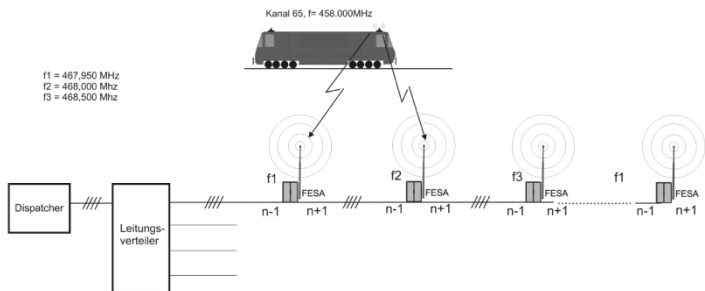 Kanal 65, f= 458.000MHz
f1 = 467,950 MHz
f2 = 468,000 Mhz
f3 = 468,500 Mhz
f1
f2
f3
f1
FESA
FESA
FESA
FESA
n-1 n+1
n-1 n+1
n-1 n+1
n-1 n+1
Dispatcher
Leitungs-
verteiler